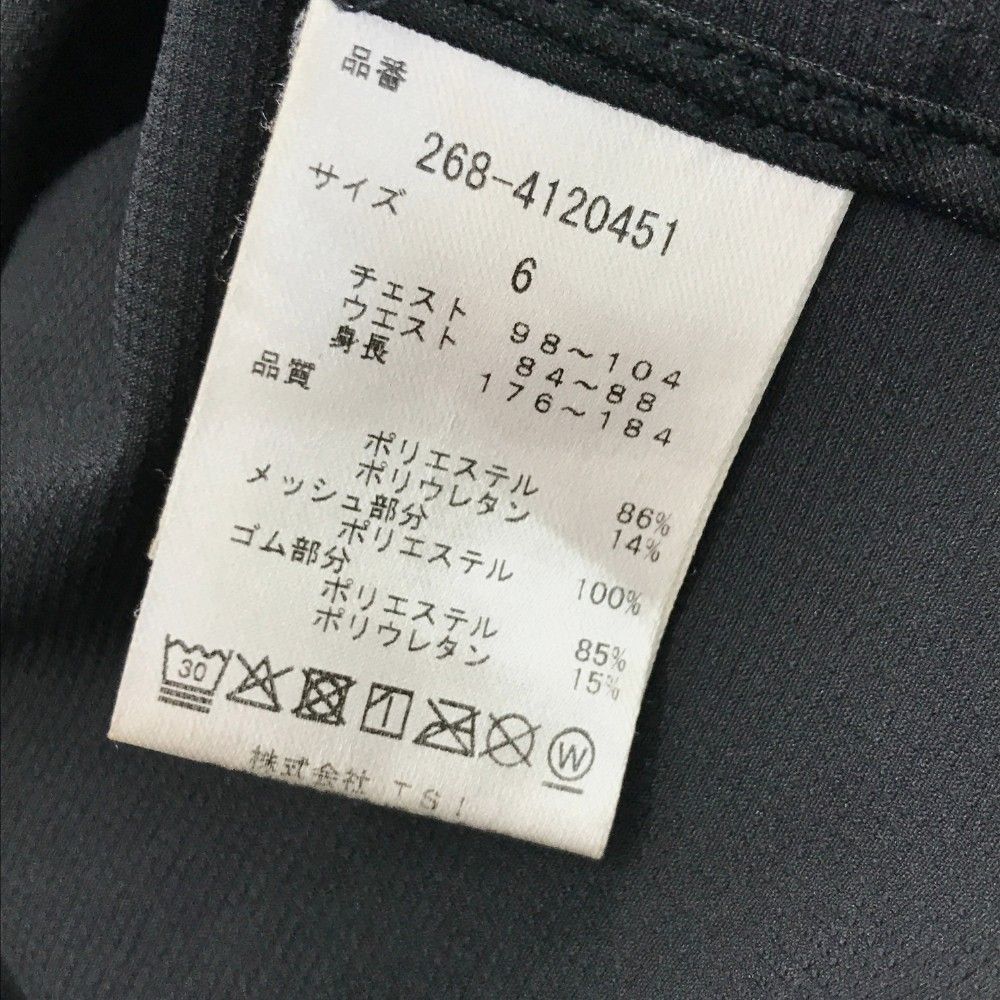 品番
268-4120451
サイズ
6
チェスト 98～104
ウエスト 84～88
身長 176～184
品質
ポリエステル 86%
ポリウレタン 14%
メッシュ部分
ポリエステル 100%
ゴム部分
ポリエステル 85%
ポリウレタン 15%
30 W
株式会社 TSI